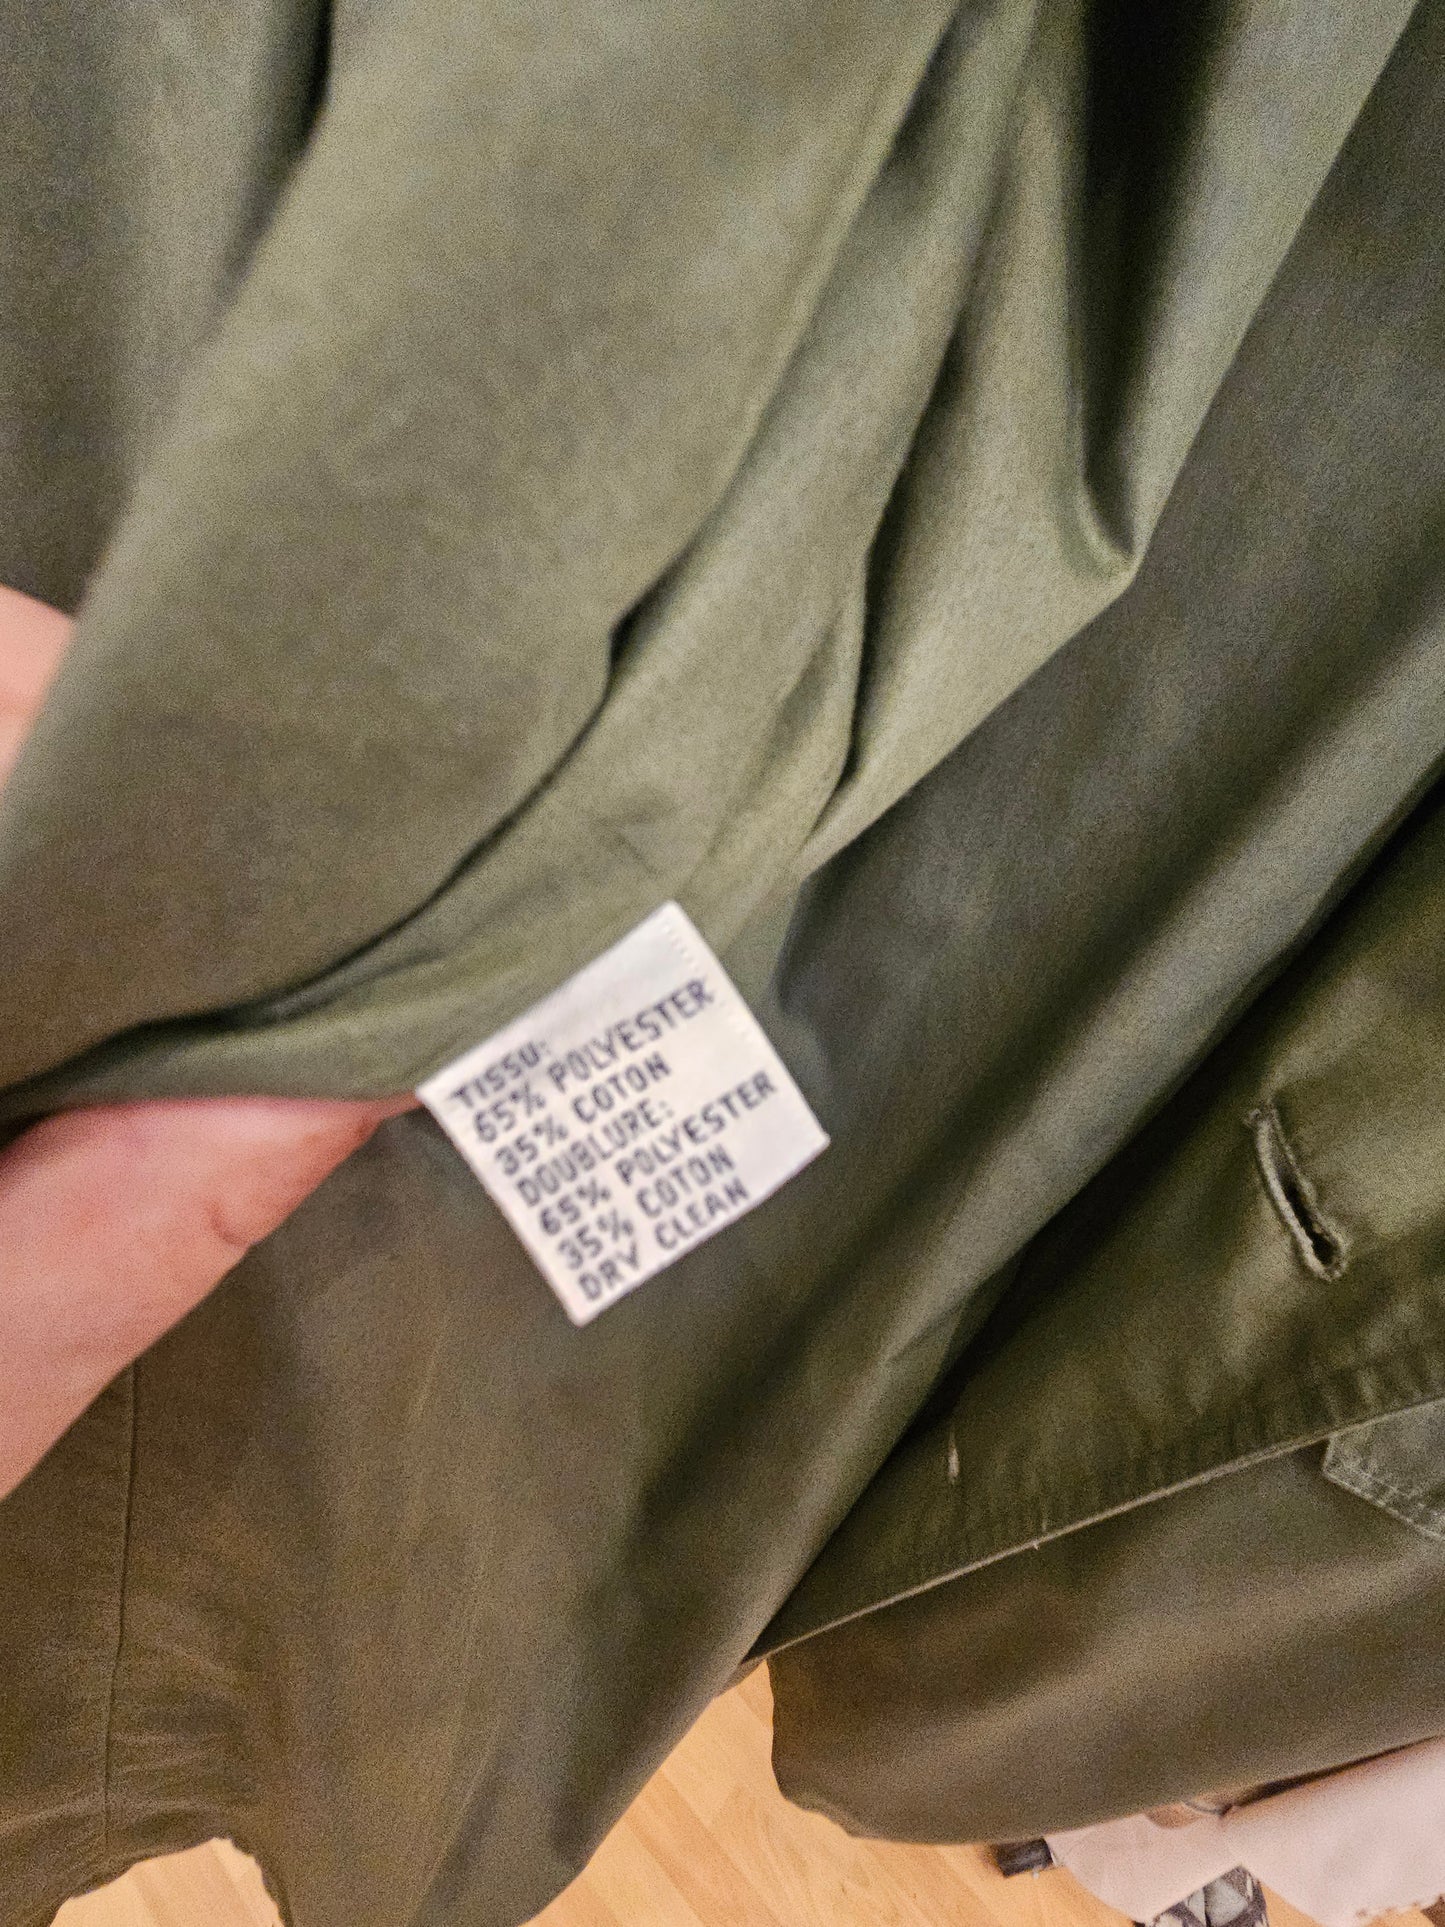 TISSU:
65% POLYESTER
35% COTON
DOUBLURE:
65% POLYESTER
35% COTON
DRY CLEAN